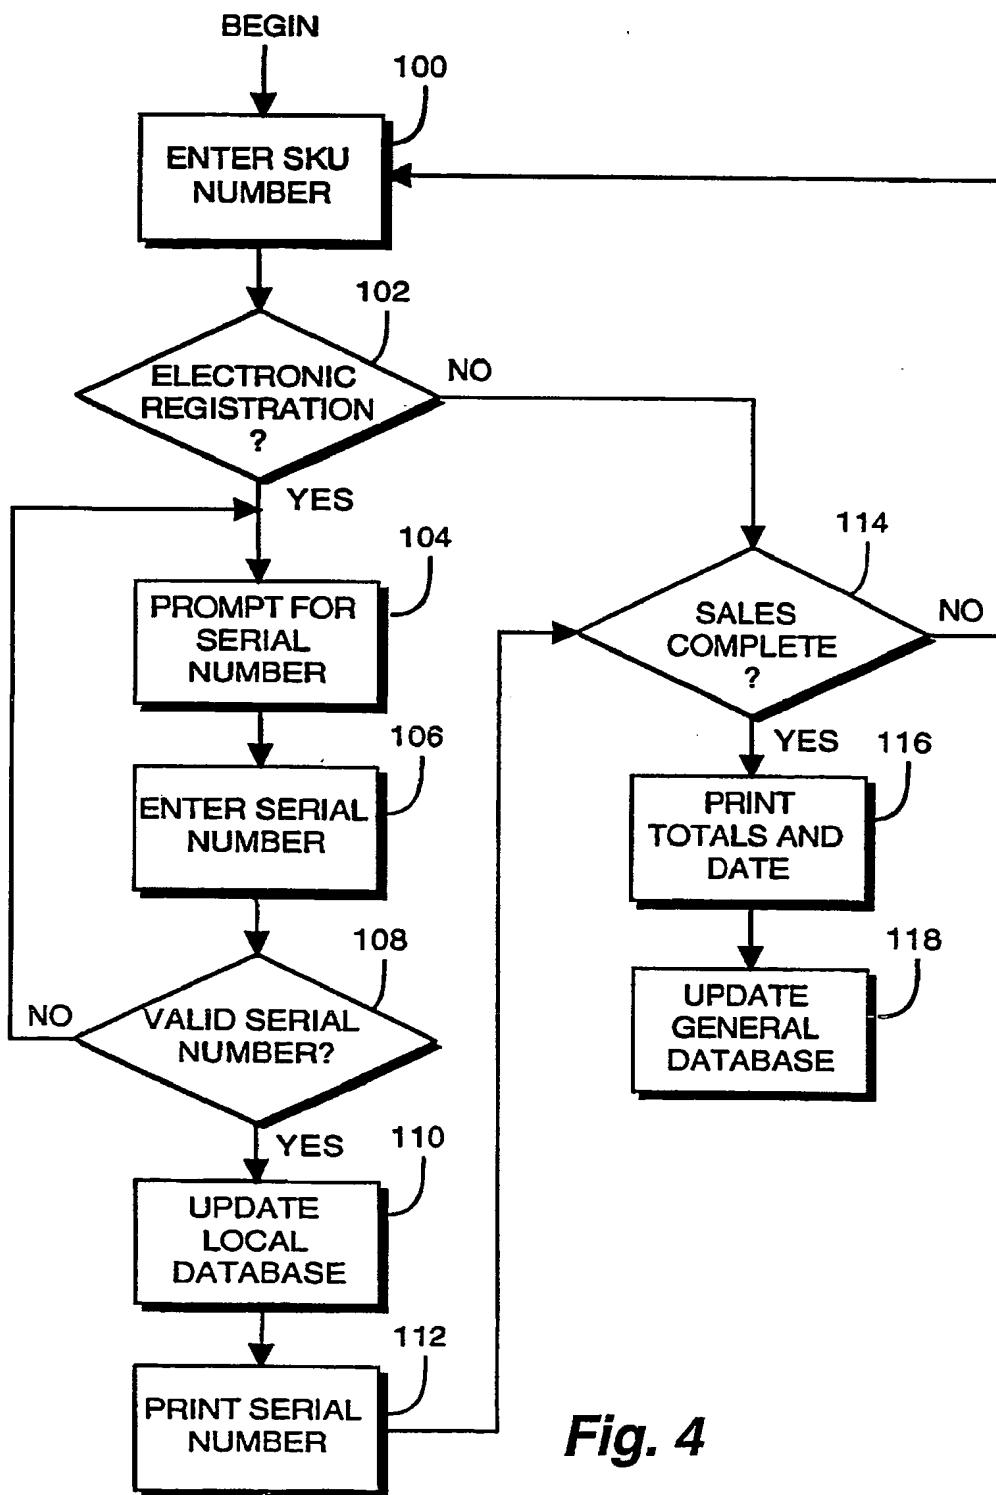 BEGIN
100
ENTER SKU
NUMBER
102
ELECTRONIC
REGISTRATION
?
NO
YES
104
PROMPT FOR
SERIAL
NUMBER
106
ENTER SERIAL
NUMBER
108
VALID SERIAL
NUMBER?
NO
YES
110
UPDATE
LOCAL
DATABASE
112
PRINT SERIAL
NUMBER
114
SALES
COMPLETE
?
NO
YES
116
PRINT
TOTALS AND
DATE
118
UPDATE
GENERAL
DATABASE
Fig. 4